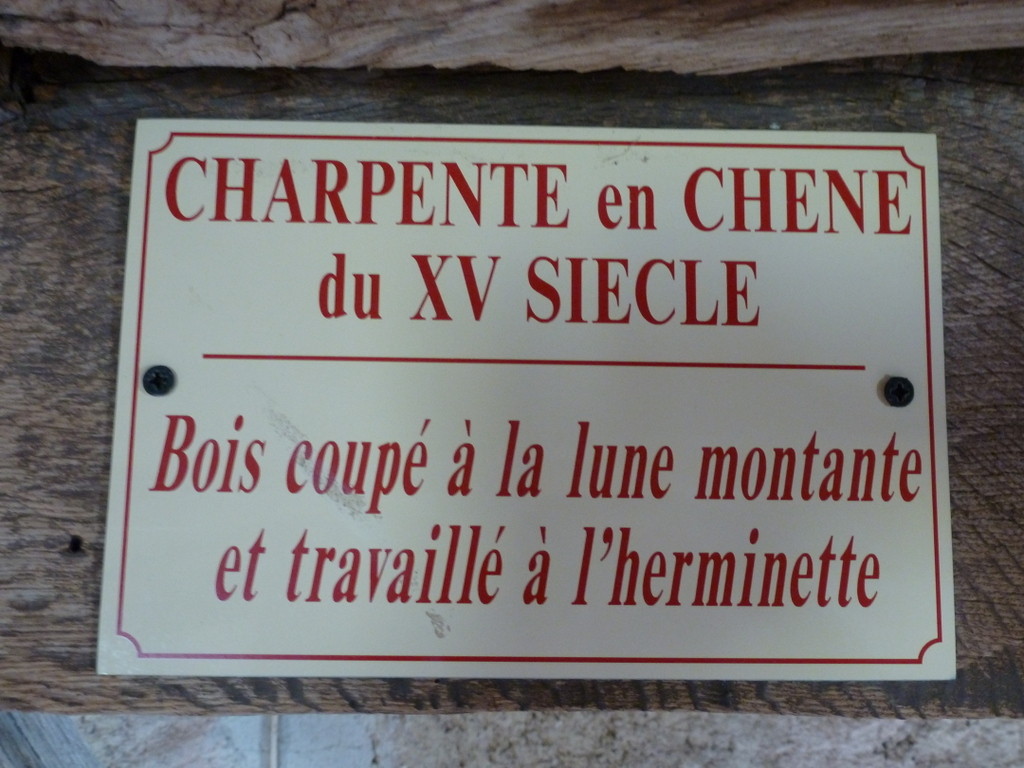 CHARPENTE en CHENE
du XV SIECLE
Bois coupé à la lune montante
et travaillé à l'herminette